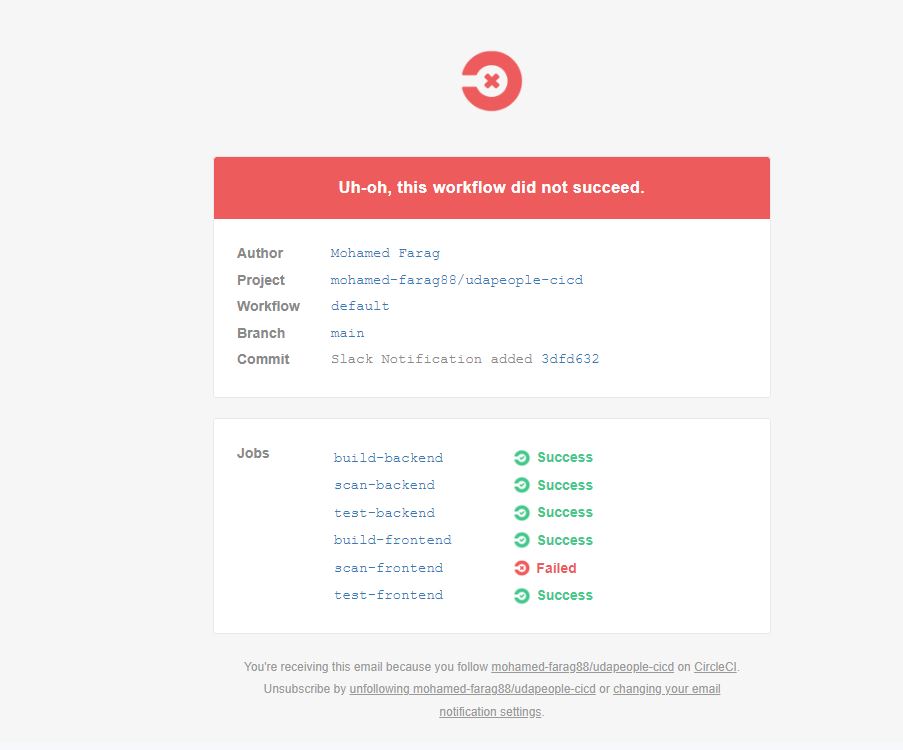 Uh-oh, this workflow did not succeed.
Author Mohamed Farag
Project mohamed-farag88/udapeople-cicd
Workflow default
Branch main
Commit Slack Notification added 3dfd632
Jobs
build-backend Success
scan-backend Success
test-backend Success
build-frontend Success
scan-frontend Failed
test-frontend Success
You're receiving this email because you follow mohamed-farag88/udapeople-cicd on CircleCI.
Unsubscribe by unfollowing mohamed-farag88/udapeople-cicd or changing your email
notification settings.